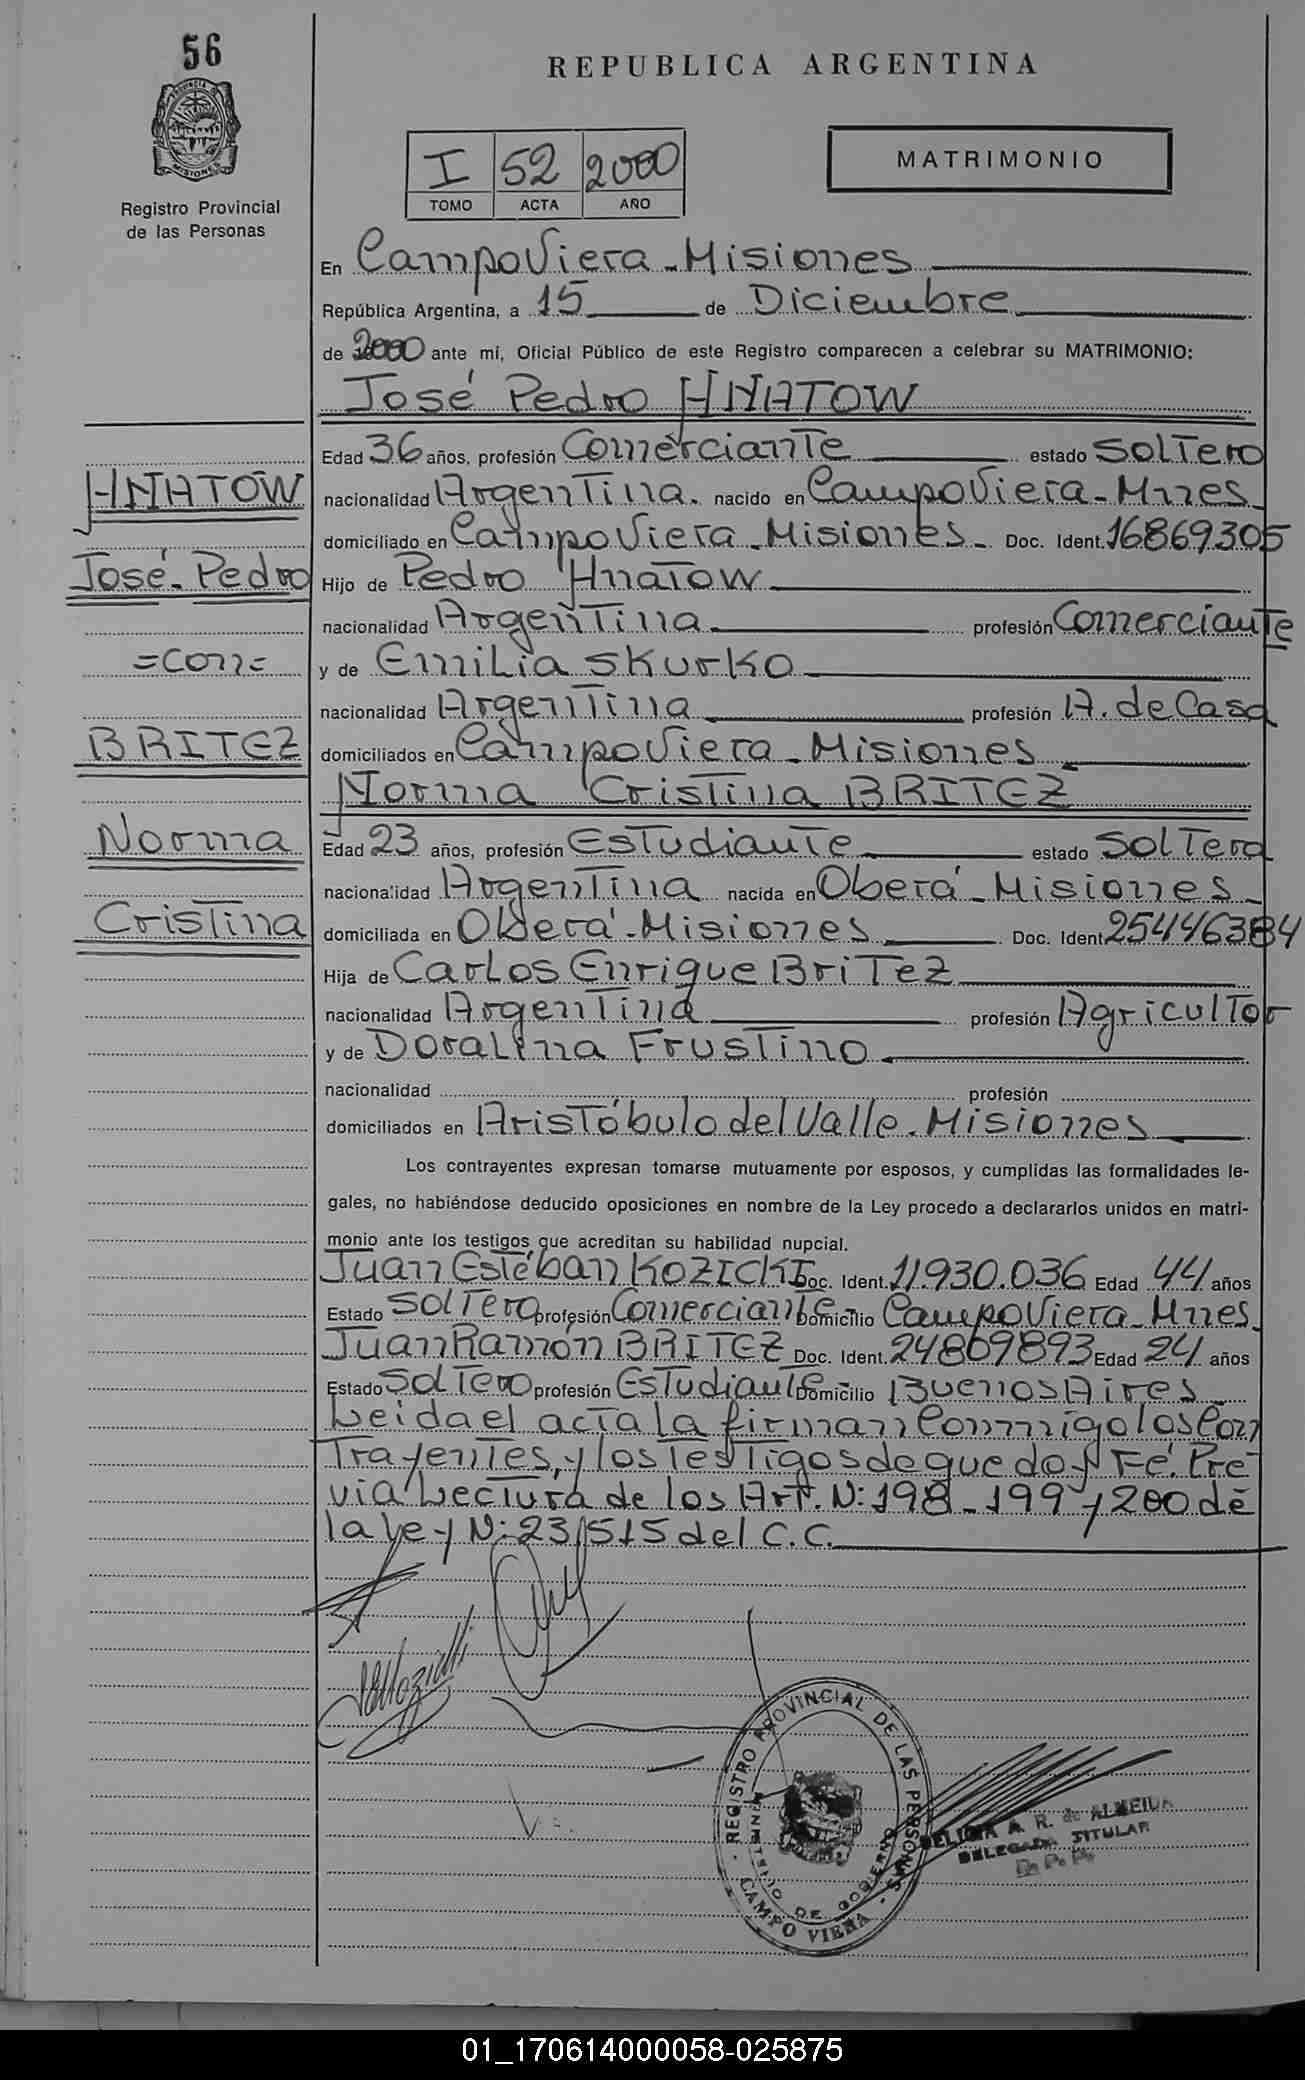 56
REPUBLICA ARGENTINA
PROVINCIA
MISIONES
Registro Provincial
de las Personas
I 52 2000
TOMO ACTA AÑO
MATRIMONIO
En CampoViera-Misiones
República Argentina, a 15 de Diciembre
de 2000 ante mí, Oficial Público de este Registro comparecen a celebrar su MATRIMONIO:
José Pedro HNATOW
HNATOW
José-Pedro
=con=
BRITEZ
Norma
Cristina
Edad 36 años, profesión Comerciante estado Soltero
nacionalidad Argentina. nacido en CampoViera-Mnes
domiciliado en CampoViera-Misiones- Doc. Ident. 16869305
Hijo de Pedro Hnatow
nacionalidad Argentina profesión Comerciante
y de Emilia SKurKo
nacionalidad Argentina profesión A. de Casa
domiciliados en CampoViera-Misiones
Norma Cristina BRITEZ
Edad 23 años, profesión Estudiante estado Soltera
nacionalidad Argentina nacida en Oberá-Misiones
domiciliada en Oberá-Misiones Doc. Ident. 25446384
Hija de Carlos Enrique Britez
nacionalidad Argentina profesión Agricultor
y de Doralina Frustino
nacionalidad profesión
domiciliados en Aristóbulo del Valle-Misiones
Los contrayentes expresan tomarse mutuamente por esposos, y cumplidas las formalidades le-
gales, no habiéndose deducido oposiciones en nombre de la Ley procedo a declararlos unidos en matri-
monio ante los testigos que acreditan su habilidad nupcial.
Juan Estéban KOZICKI Doc. Ident. 11.930.036 Edad 44 años
Estado Soltero profesión Comerciante- Domicilio CampoViera-Mnes.
Juan Ramón BRITEZ Doc. Ident. 24869893 Edad 24 años
Estado Soltero profesión Estudiante- Domicilio Buenos Aires
Leida el acta la firman Conmigo los Con
Trayentes, y los Testigos de que doy Fé. Pre
via Lectura de los Art. N: 198-199 y 200 de
la Ley N: 23.515 del C.C.
REGISTRO PROVINCIAL DE LAS PERSONAS
MINISTERIO DE GOBIERNO
CAMPO VIERA
A. R. de ALMEIDA
DELEGADA TITULAR
01_170614000058-025875